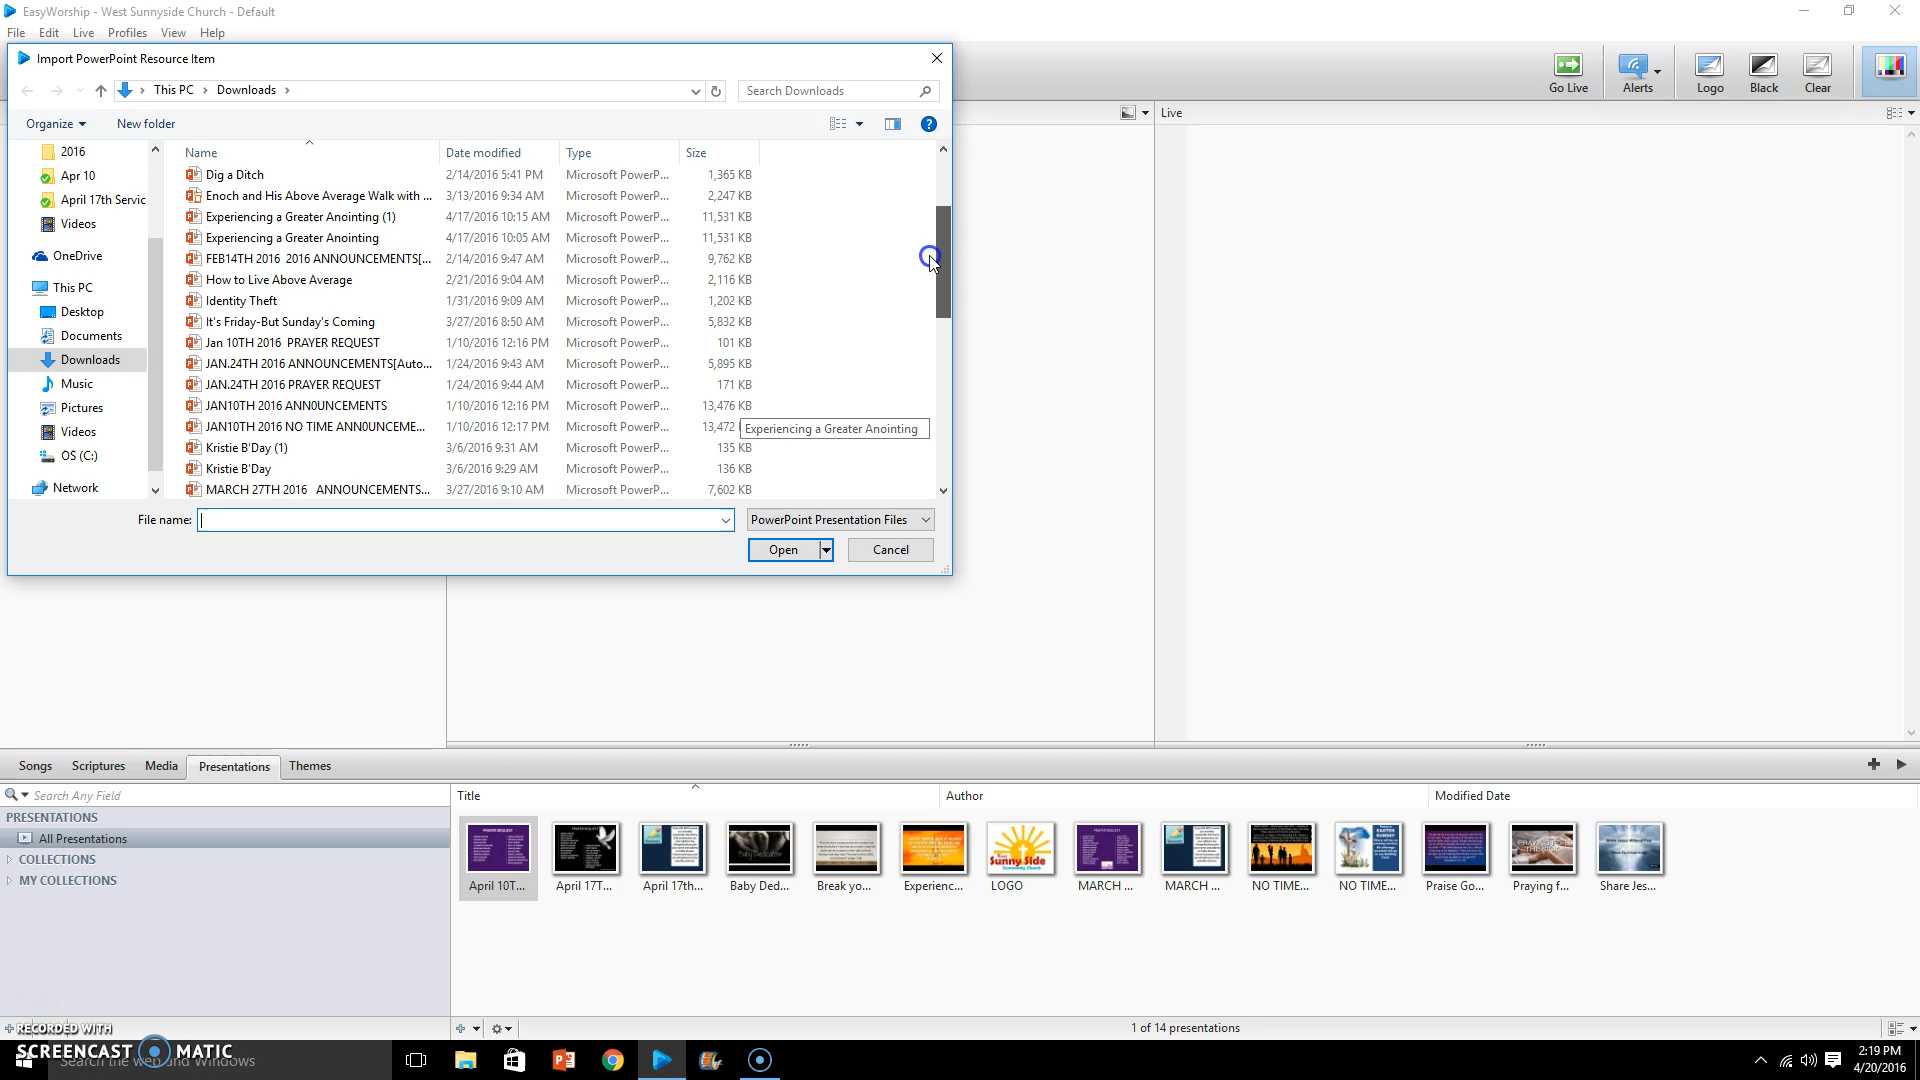 EasyWorship - West Sunnyside Church - Default
File Edit Live Profiles View Help
Import PowerPoint Resource Item
This PC > Downloads >
Search Downloads
Organize
New folder
Go Live
Alerts
Logo
Black
Clear
Live
2016
Apr 10
April 17th Servic
Videos
OneDrive
This PC
Desktop
Documents
Downloads
Music
Pictures
Videos
OS (C:)
Network
Name Date modified Type Size
Dig a Ditch 2/14/2016 5:41 PM Microsoft PowerP... 1,365 KB
Enoch and His Above Average Walk with ... 3/13/2016 9:34 AM Microsoft PowerP... 2,247 KB
Experiencing a Greater Anointing (1) 4/17/2016 10:15 AM Microsoft PowerP... 11,531 KB
Experiencing a Greater Anointing 4/17/2016 10:05 AM Microsoft PowerP... 11,531 KB
FEB14TH 2016 2016 ANNOUNCEMENTS[... 2/14/2016 9:47 AM Microsoft PowerP... 9,762 KB
How to Live Above Average 2/21/2016 9:04 AM Microsoft PowerP... 2,116 KB
Identity Theft 1/31/2016 9:09 AM Microsoft PowerP... 1,202 KB
It's Friday-But Sunday's Coming 3/27/2016 8:50 AM Microsoft PowerP... 5,832 KB
Jan 10TH 2016 PRAYER REQUEST 1/10/2016 12:16 PM Microsoft PowerP... 101 KB
JAN.24TH 2016 ANNOUNCEMENTS[Auto... 1/24/2016 9:43 AM Microsoft PowerP... 5,895 KB
JAN.24TH 2016 PRAYER REQUEST 1/24/2016 9:44 AM Microsoft PowerP... 171 KB
JAN10TH 2016 ANN0UNCEMENTS 1/10/2016 12:16 PM Microsoft PowerP... 13,476 KB
JAN10TH 2016 NO TIME ANN0UNCEME... 1/10/2016 12:17 PM Microsoft PowerP... 13,472
Experiencing a Greater Anointing
Kristie B'Day (1) 3/6/2016 9:31 AM Microsoft PowerP... 135 KB
Kristie B'Day 3/6/2016 9:29 AM Microsoft PowerP... 136 KB
MARCH 27TH 2016 ANNOUNCEMENTS... 3/27/2016 9:10 AM Microsoft PowerP... 7,602 KB
File name:
PowerPoint Presentation Files
Open
Cancel
Songs Scriptures Media Presentations Themes
Search Any Field
PRESENTATIONS
All Presentations
COLLECTIONS
MY COLLECTIONS
Title Author Modified Date
PRAYER REQUEST
Baby Dedication
Sunny Side
EASTER SUNDAY
April 10T... April 17T... April 17th... Baby Ded... Break yo... Experienc... LOGO MARCH ... MARCH ... NO TIME... NO TIME... Praise Go... Praying f... Share Jes...
1 of 14 presentations
RECORDED WITH
SCREENCAST MATIC
Search the web and Windows
2:19 PM
4/20/2016